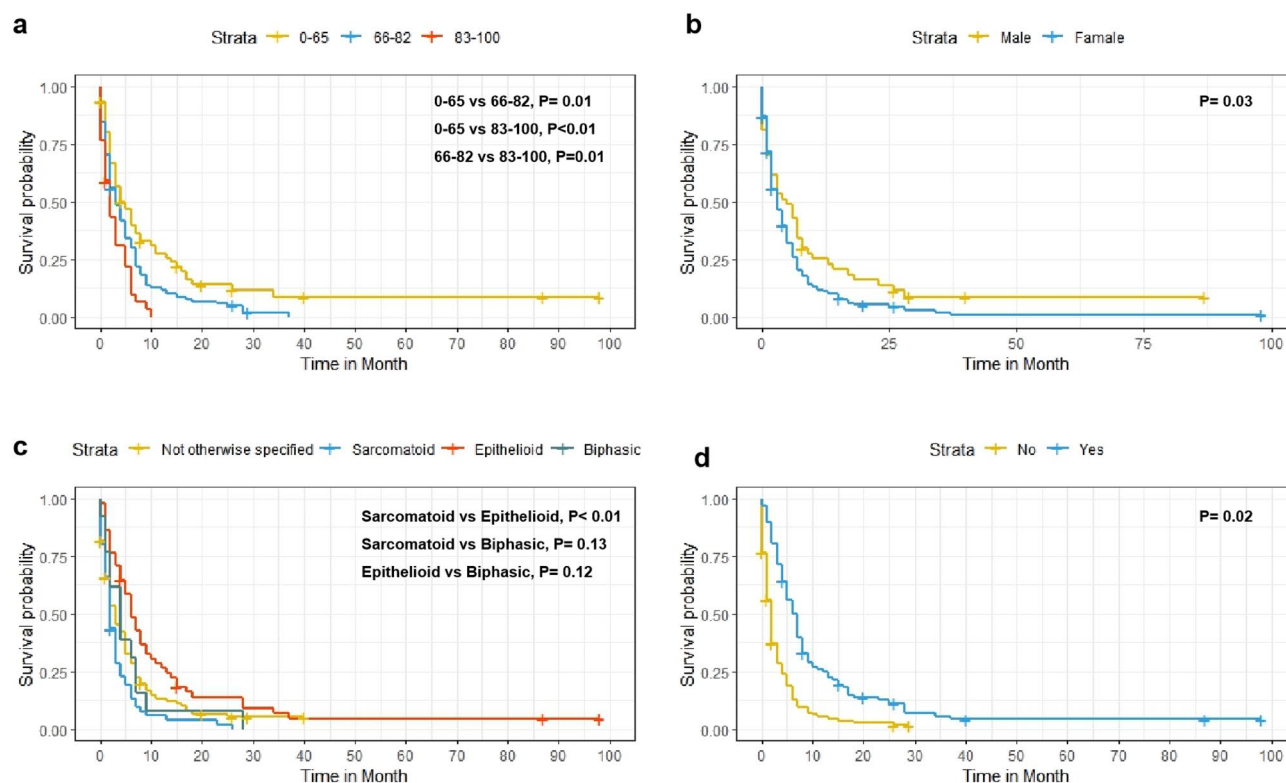 a
Strata 0-65 66-82 83-100
0-65 vs 66-82, P= 0.01
0-65 vs 83-100, P<0.01
66-82 vs 83-100, P=0.01
Survival probability
1.00
0.75
0.50
0.25
0.00
0 10 20 30 40 50 60 70 80 90 100
Time in Month
b
Strata Male Famale
P= 0.03
Survival probability
1.00
0.75
0.50
0.25
0.00
0 25 50 75 100
Time in Month
c
Strata Not otherwise specified Sarcomatoid Epithelioid Biphasic
Sarcomatoid vs Epithelioid, P< 0.01
Sarcomatoid vs Biphasic, P= 0.13
Epithelioid vs Biphasic, P= 0.12
Survival probability
1.00
0.75
0.50
0.25
0.00
0 10 20 30 40 50 60 70 80 90 100
Time in Month
d
Strata No Yes
P= 0.02
Survival probability
1.00
0.75
0.50
0.25
0.00
0 10 20 30 40 50 60 70 80 90 100
Time in Month